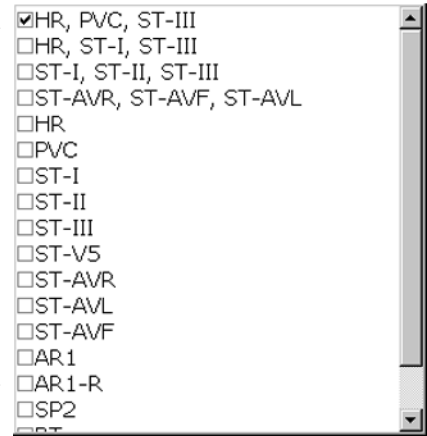 HR, PVC, ST-III
HR, ST-I, ST-III
ST-I, ST-II, ST-III
ST-AVR, ST-AVF, ST-AVL
HR
PVC
ST-I
ST-II
ST-III
ST-V5
ST-AVR
ST-AVL
ST-AVF
AR1
AR1-R
SP2